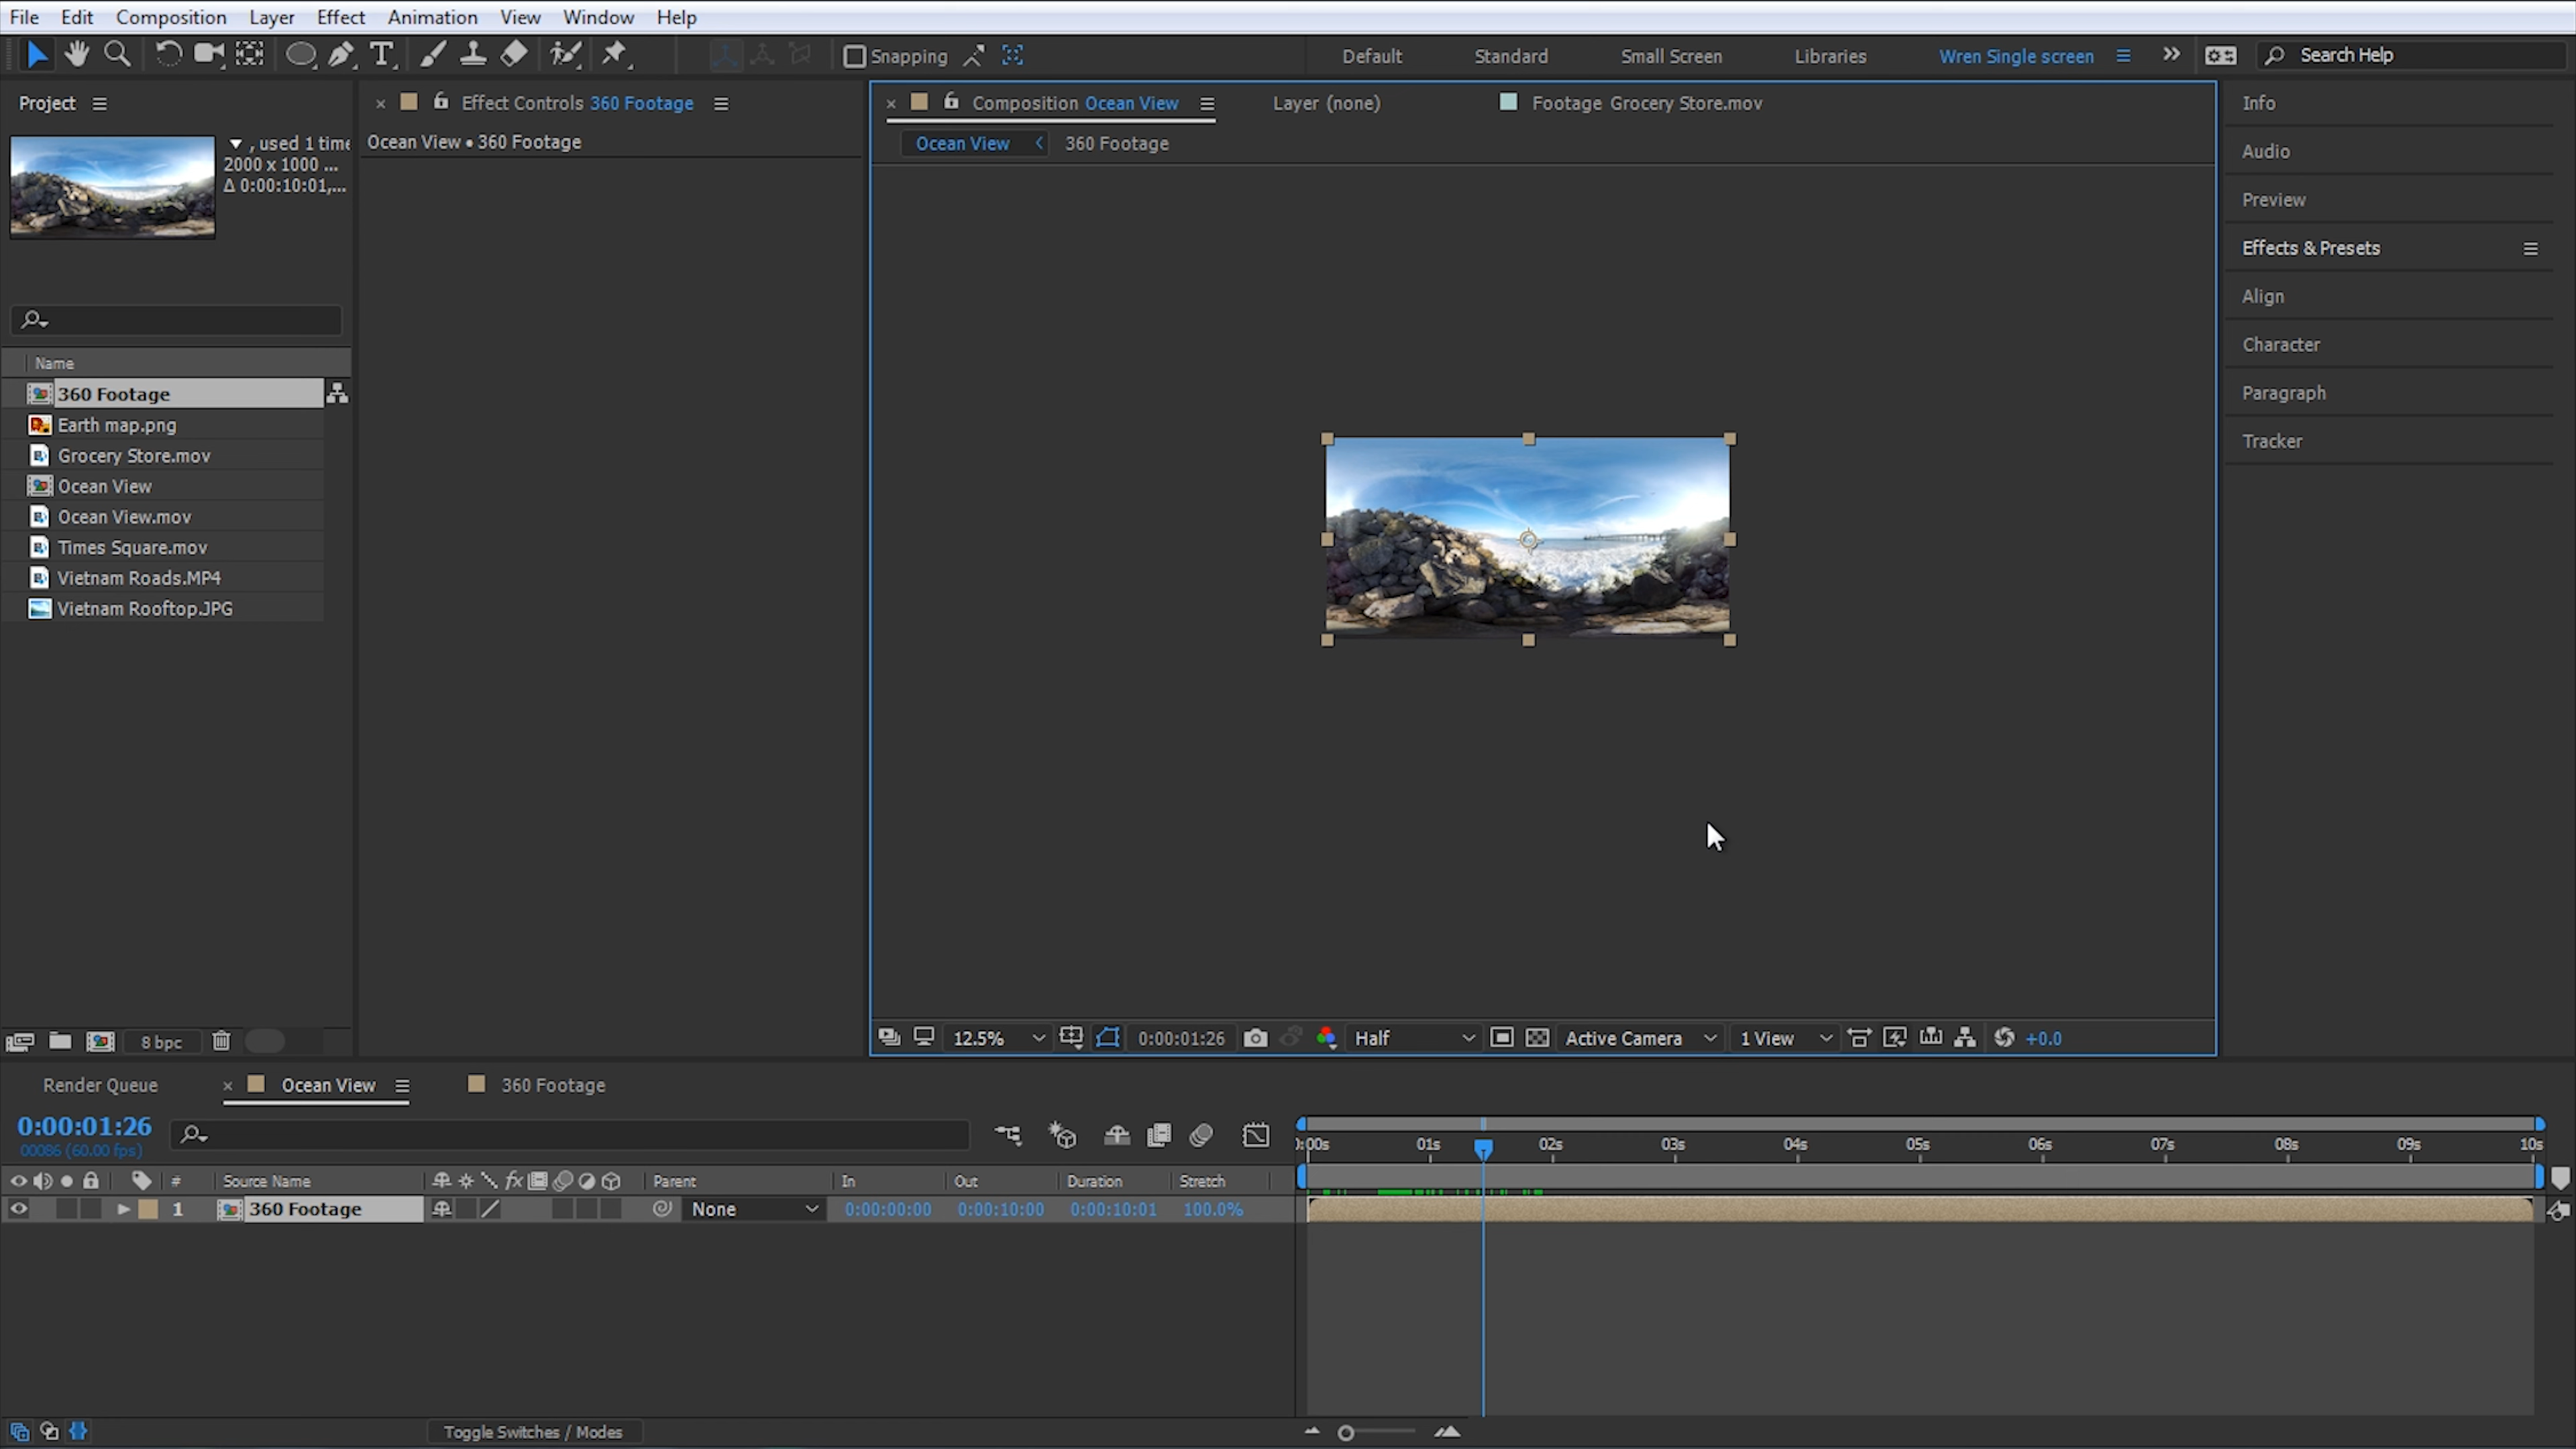 File Edit Composition Layer Effect Animation View Window Help
Snapping Default Standard Small Screen Libraries Wren Single screen Search Help
Project
, used 1 time
2000 x 1000 ...
Δ 0:00:10:01,...
Name
360 Footage
Earth map.png
Grocery Store.mov
Ocean View
Ocean View.mov
Times Square.mov
Vietnam Roads.MP4
Vietnam Rooftop.JPG
8 bpc
Effect Controls 360 Footage
Ocean View • 360 Footage
Composition Ocean View Layer (none) Footage Grocery Store.mov
Ocean View 360 Footage
12.5% 0:00:01:26 Half Active Camera 1 View +0.0
Info
Audio
Preview
Effects & Presets
Align
Character
Paragraph
Tracker
Render Queue Ocean View 360 Footage
0:00:01:26
00086 (60.00 fps)
# Source Name fx Parent In Out Duration Stretch
1 360 Footage None 0:00:00:00 0:00:10:00 0:00:10:01 100.0%
):00s 01s 02s 03s 04s 05s 06s 07s 08s 09s 10s
Toggle Switches / Modes